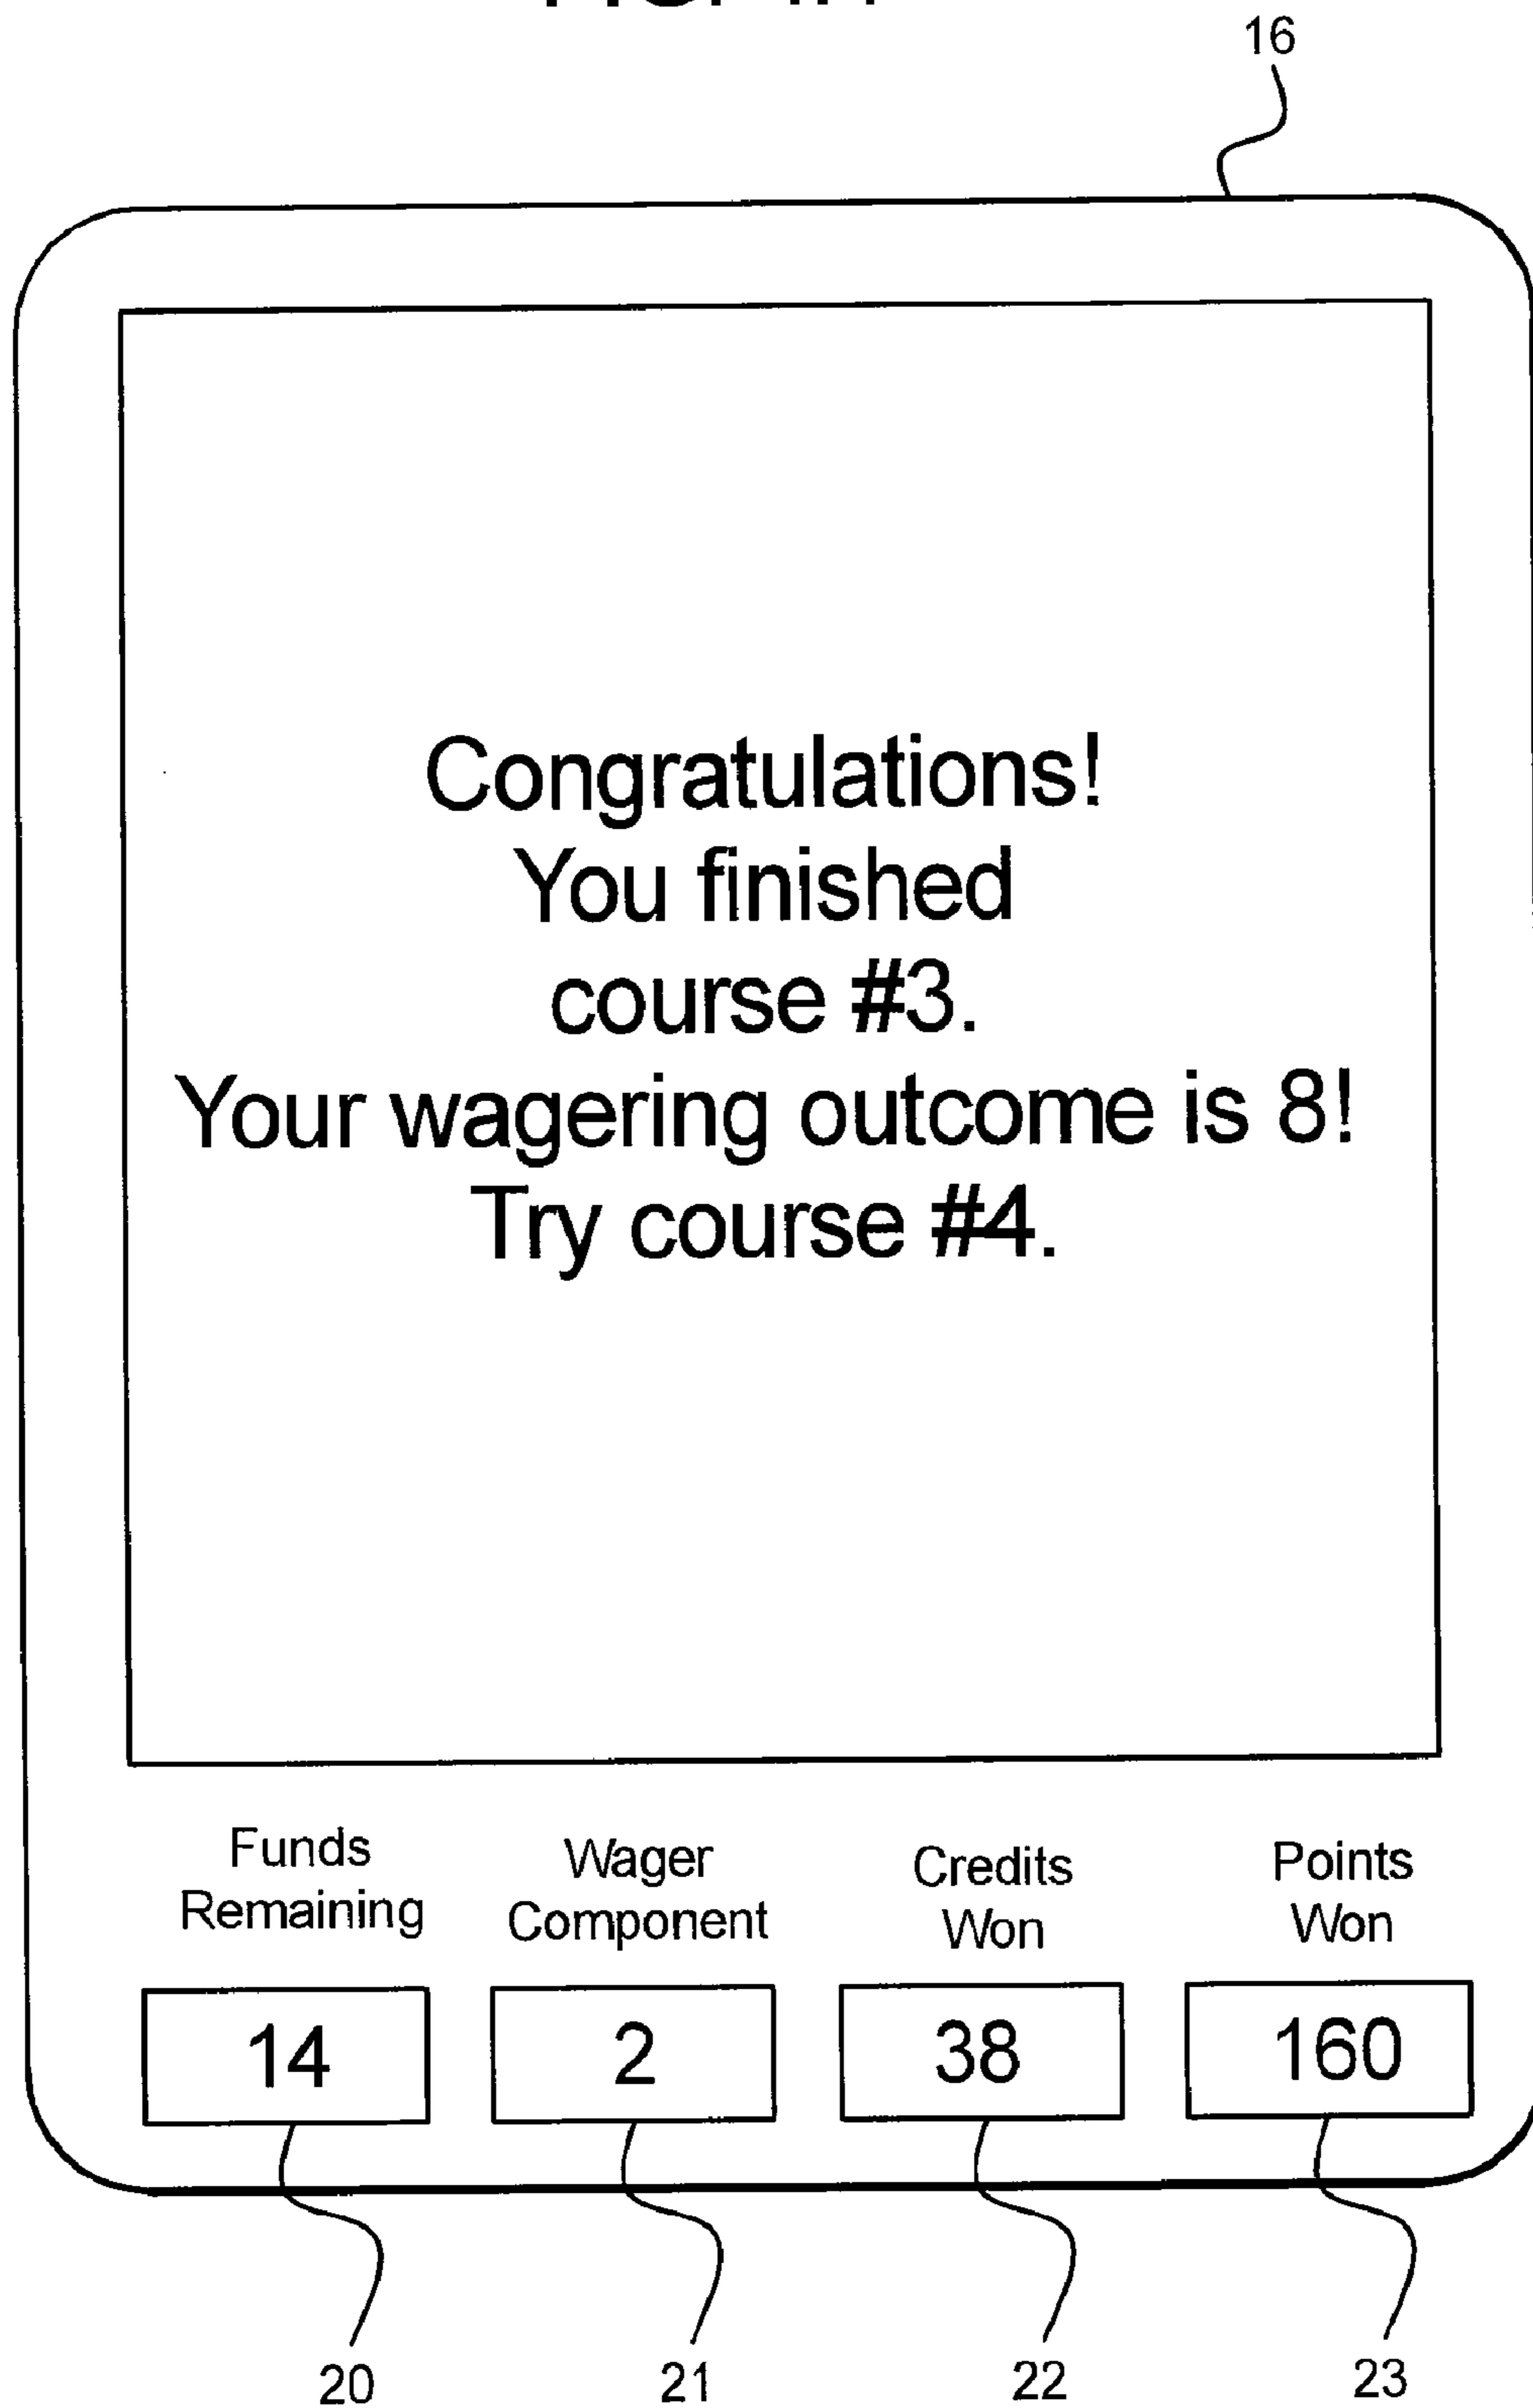 16
Congratulations!
You finished
course #3.
Your wagering outcome is 8!
Try course #4.
Funds
Remaining
Wager
Component
Credits
Won
Points
Won
14
2
38
160
20
21
22
23